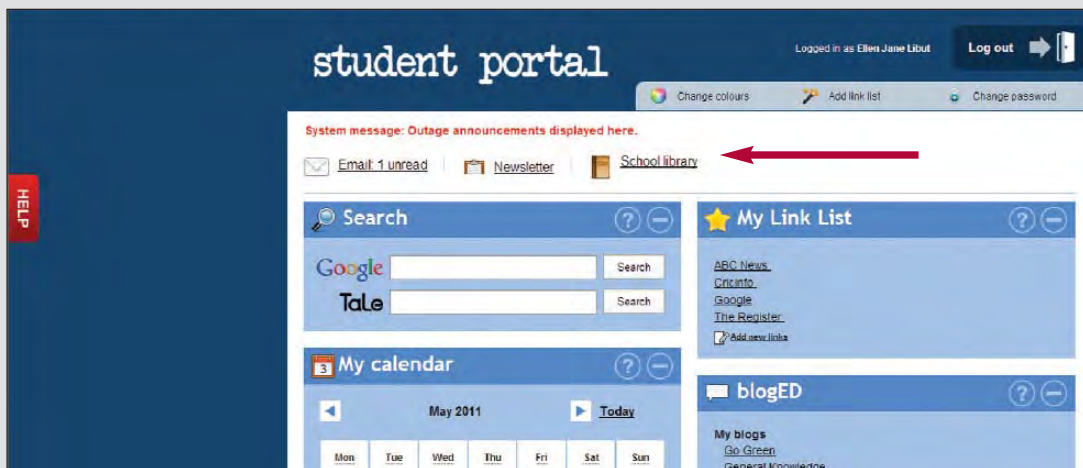 student portal
Logged in as Ellen Jane Libut
Log out
Change colours
Add link list
Change password
System message: Outage announcements displayed here.
Email: 1 unread
Newsletter
School library
HELP
Search
Google
Search
TaLe
Search
My Link List
ABC News
Cricinfo
Google
The Register
Add new links
3
My calendar
May 2011
Today
Mon Tue Wed Thu Fri Sat Sun
blogED
My blogs
Go Green
General Knowledge